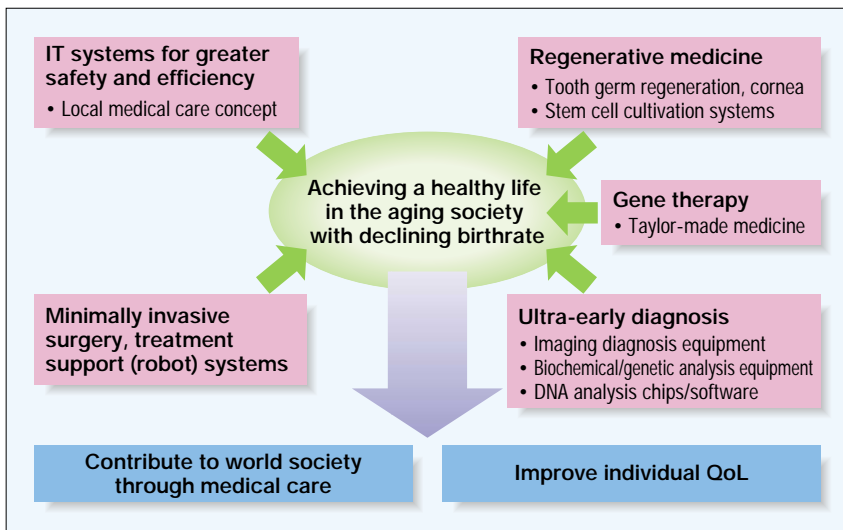 IT systems for greater
safety and efficiency
• Local medical care concept
Regenerative medicine
• Tooth germ regeneration, cornea
• Stem cell cultivation systems
Achieving a healthy life
in the aging society
with declining birthrate
Gene therapy
• Taylor-made medicine
Minimally invasive
surgery, treatment
support (robot) systems
Ultra-early diagnosis
• Imaging diagnosis equipment
• Biochemical/genetic analysis equipment
• DNA analysis chips/software
Contribute to world society
through medical care
Improve individual QoL